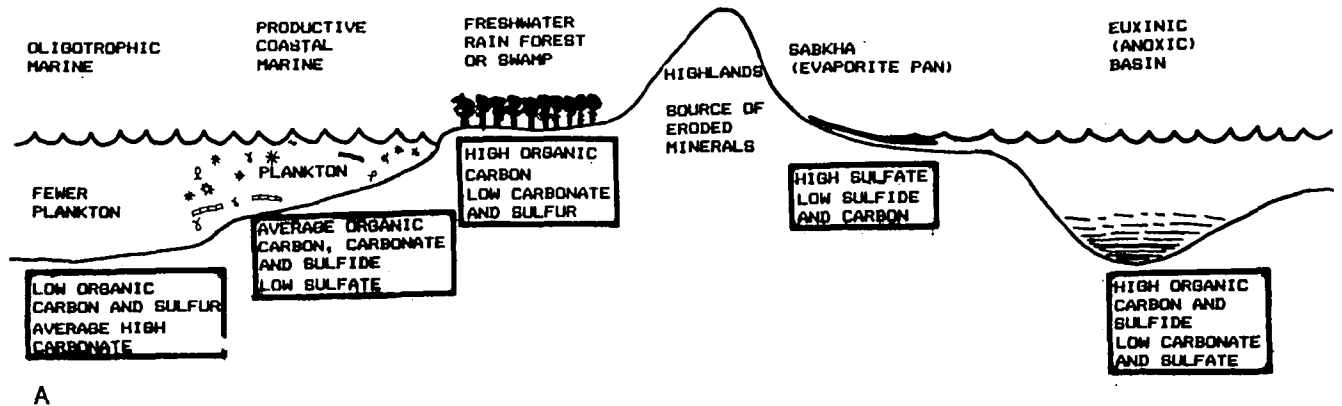 OLIGOTROPHIC
MARINE
PRODUCTIVE
COASTAL
MARINE
FRESHWATER
RAIN FOREST
OR SWAMP
HIGHLANDS
SOURCE OF
ERODED
MINERALS
SABKHA
(EVAPORITE PAN)
EUXINIC
(ANOXIC)
BASIN
FEWER
PLANKTON
PLANKTON
LOW ORGANIC
CARBON AND SULFUR
AVERAGE HIGH
CARBONATE
AVERAGE ORGANIC
CARBON, CARBONATE
AND SULFIDE
LOW SULFATE
HIGH ORGANIC
CARBON
LOW CARBONATE
AND SULFUR
HIGH SULFATE
LOW SULFIDE
AND CARBON
HIGH ORGANIC
CARBON AND
SULFIDE
LOW CARBONATE
AND SULFATE
A